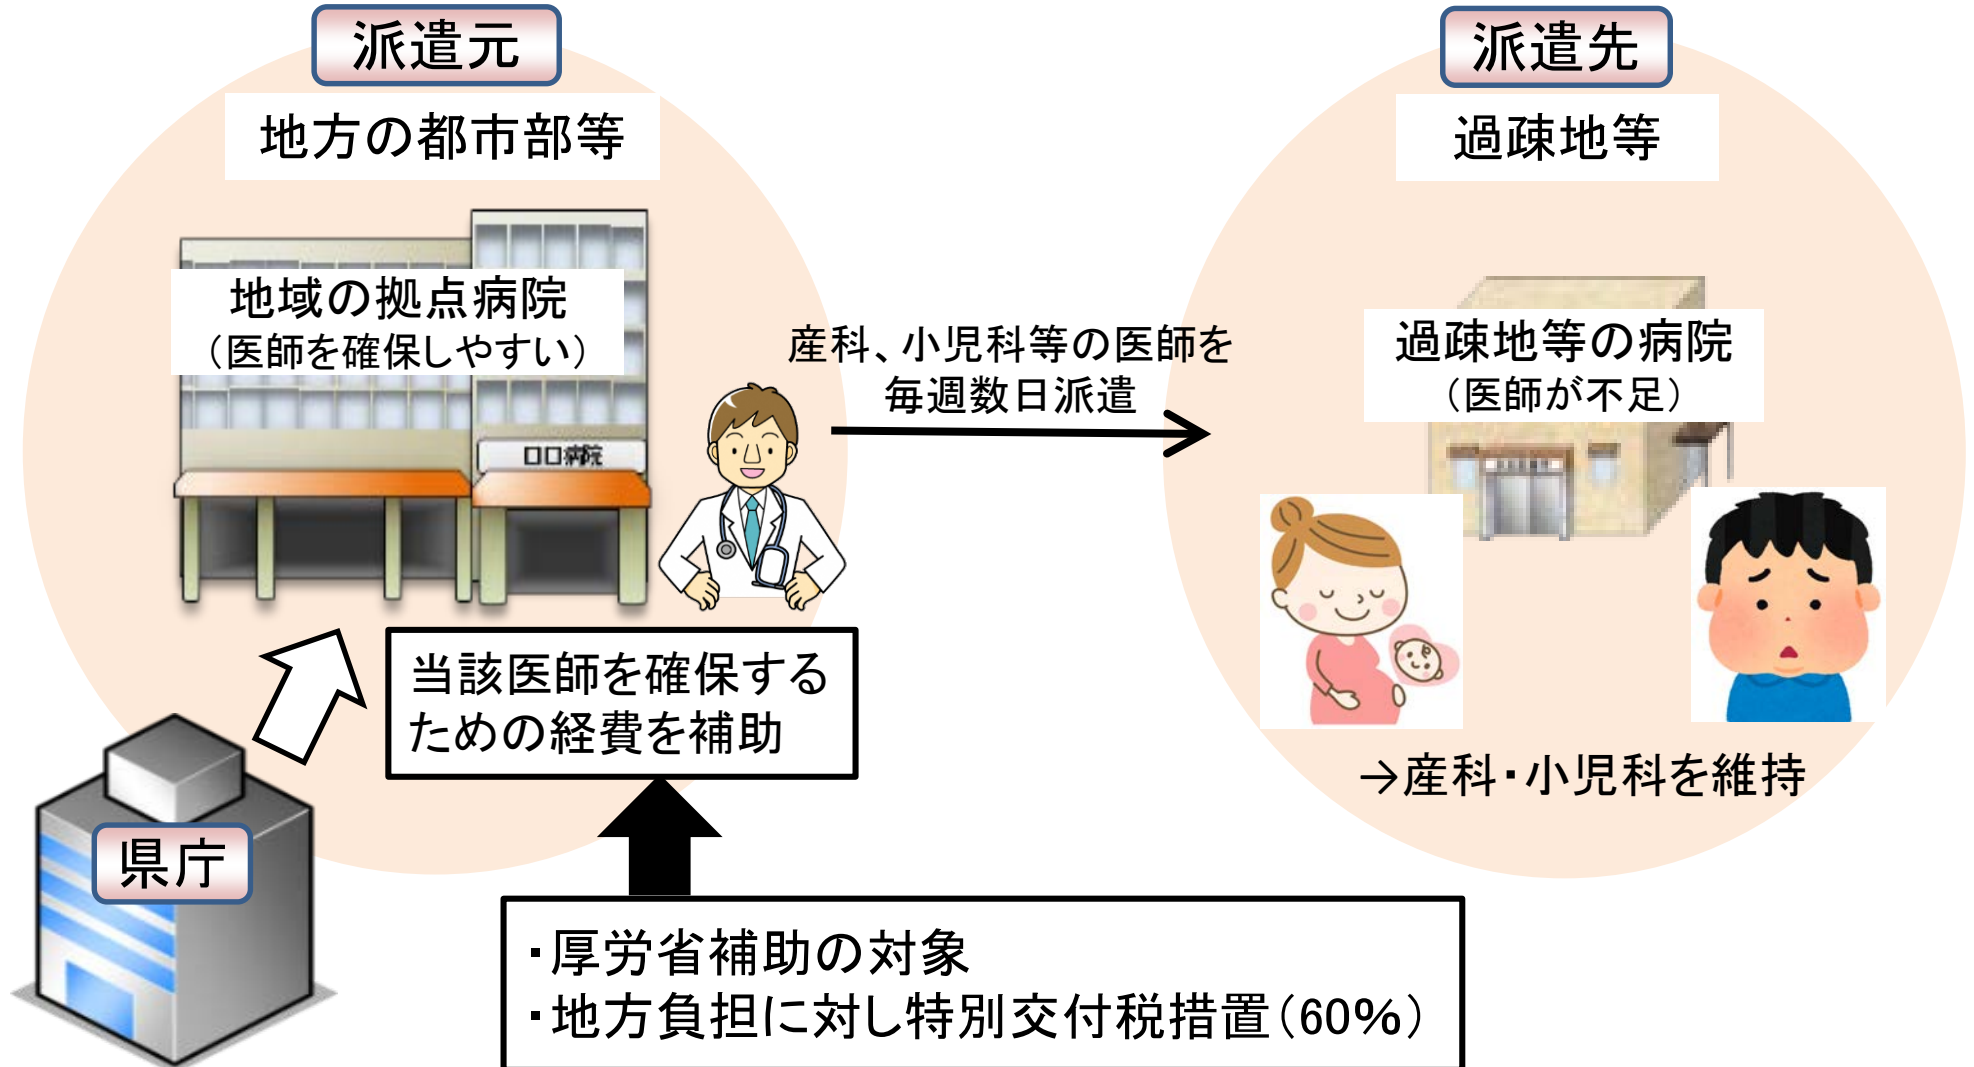 派遣元
地方の都市部等
地域の拠点病院
（医師を確保しやすい）
口口病院
産科、小児科等の医師を
毎週数日派遣
派遣先
過疎地等
過疎地等の病院
（医師が不足）
→産科・小児科を維持
当該医師を確保する
ための経費を補助
県庁
・厚労省補助の対象
・地方負担に対し特別交付税措置（60％）